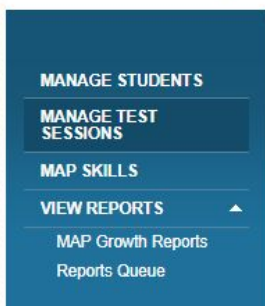 MANAGE STUDENTS
MANAGE TEST
SESSIONS
MAP SKILLS
VIEW REPORTS
MAP Growth Reports
Reports Queue